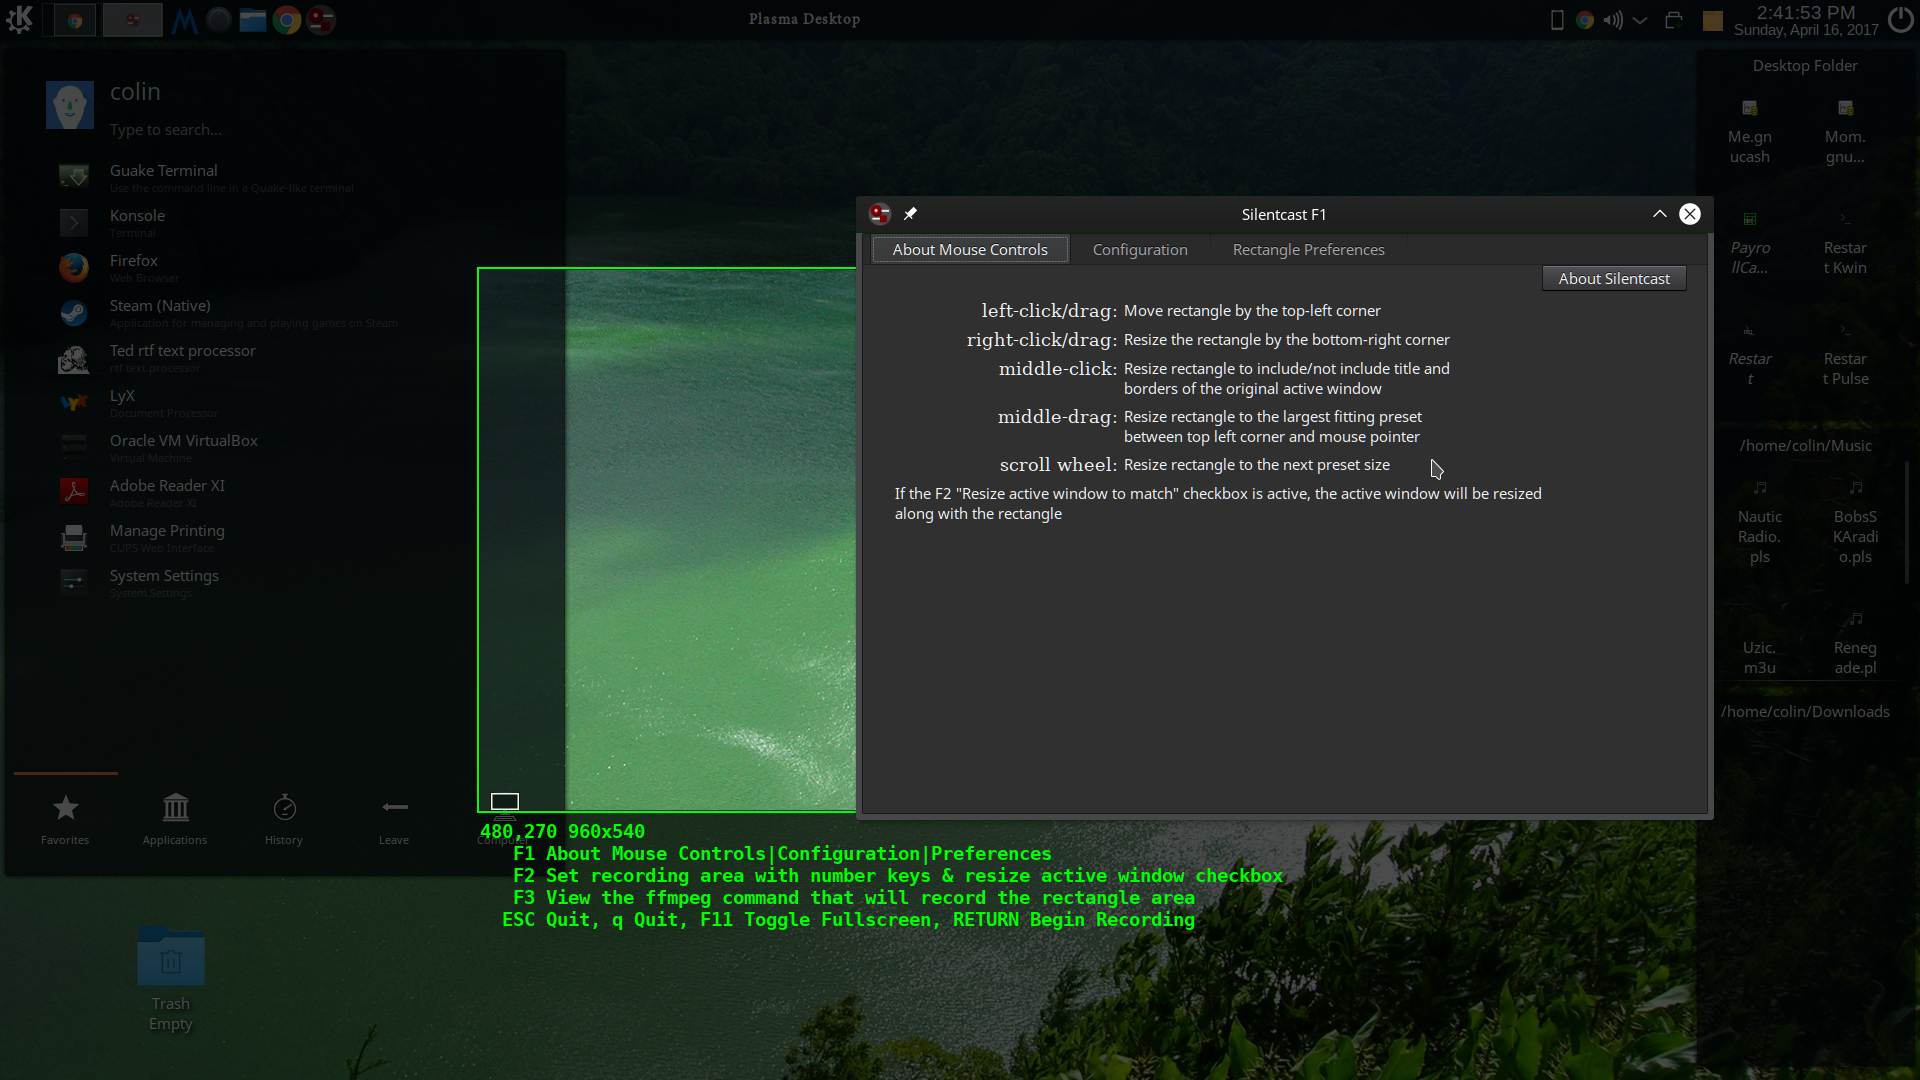 Plasma Desktop
2:41:53 PM
Sunday, April 16, 2017
colin
Type to search...
Guake Terminal
Use the command line in a Quake-like terminal
Konsole
Terminal
Firefox
Web Browser
Steam (Native)
Application for managing and playing games on Steam
Ted rtf text processor
rtf text processor
LyX
Document Processor
Oracle VM VirtualBox
Virtual Machine
Adobe Reader XI
Adobe Reader XI
Manage Printing
CUPS Web Interface
System Settings
System Settings
Favorites
Applications
History
Leave
Computer
Trash
Empty
Silentcast F1
About Mouse Controls
Configuration
Rectangle Preferences
About Silentcast
left-click/drag: Move rectangle by the top-left corner
right-click/drag: Resize the rectangle by the bottom-right corner
middle-click: Resize rectangle to include/not include title and
borders of the original active window
middle-drag: Resize rectangle to the largest fitting preset
between top left corner and mouse pointer
scroll wheel: Resize rectangle to the next preset size
If the F2 "Resize active window to match" checkbox is active, the active window will be resized
along with the rectangle
480,270 960x540
F1 About Mouse Controls|Configuration|Preferences
F2 Set recording area with number keys & resize active window checkbox
F3 View the ffmpeg command that will record the rectangle area
ESC Quit, q Quit, F11 Toggle Fullscreen, RETURN Begin Recording
Desktop Folder
Me.gn
ucash
Mom.
gnu...
Payro
llCa...
Restar
t Kwin
Restar
t
Restar
t Pulse
/home/colin/Music
Nautic
Radio.
pls
BobsS
KAradi
o.pls
Uzic.
m3u
Reneg
ade.pl
/home/colin/Downloads